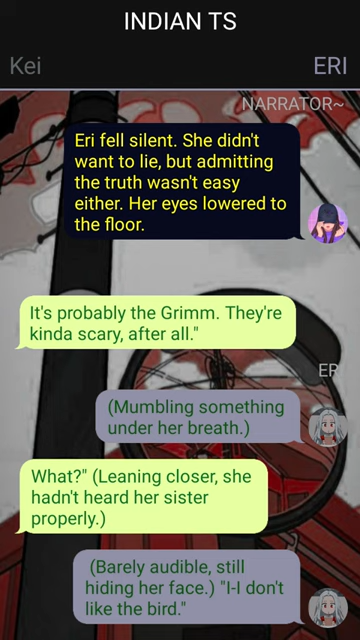 INDIAN TS
Kei
ERI
NARRATOR~
Eri fell silent. She didn't
want to lie, but admitting
the truth wasn't easy
either. Her eyes lowered to
the floor.
It's probably the Grimm. They're
kinda scary, after all."
ER
(Mumbling something
under her breath.)
What?" (Leaning closer, she
hadn't heard her sister
properly.)
(Barely audible, still
hiding her face.) "I-I don't
like the bird."